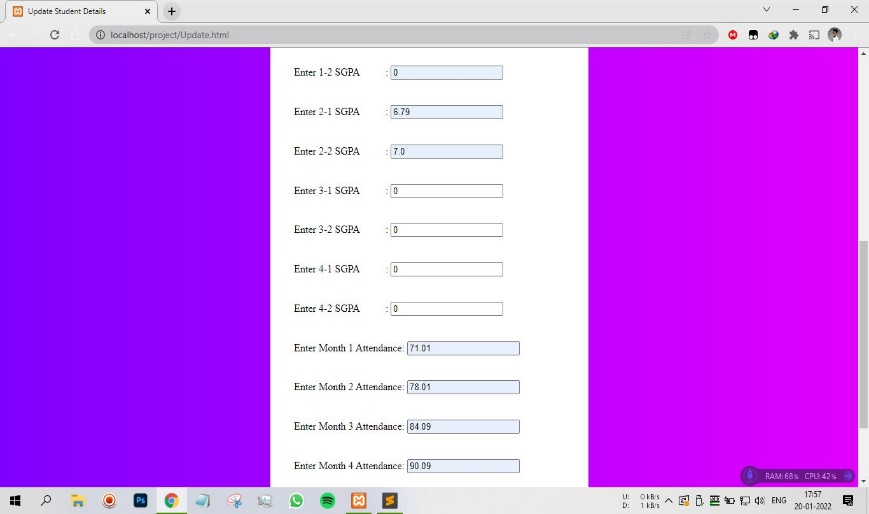 Update Student Details
localhost/project/Update.html
Enter 1-2 SGPA : 0
Enter 2-1 SGPA : 6.79
Enter 2-2 SGPA : 7.0
Enter 3-1 SGPA : 0
Enter 3-2 SGPA : 0
Enter 4-1 SGPA : 0
Enter 4-2 SGPA : 0
Enter Month 1 Attendance: 71.01
Enter Month 2 Attendance: 78.01
Enter Month 3 Attendance: 84.09
Enter Month 4 Attendance: 90.09
RAM: 68% CPU: 42%
Ps
U: 0 kB/s
D: 1 kB/s
ENG
17:57
20-01-2022